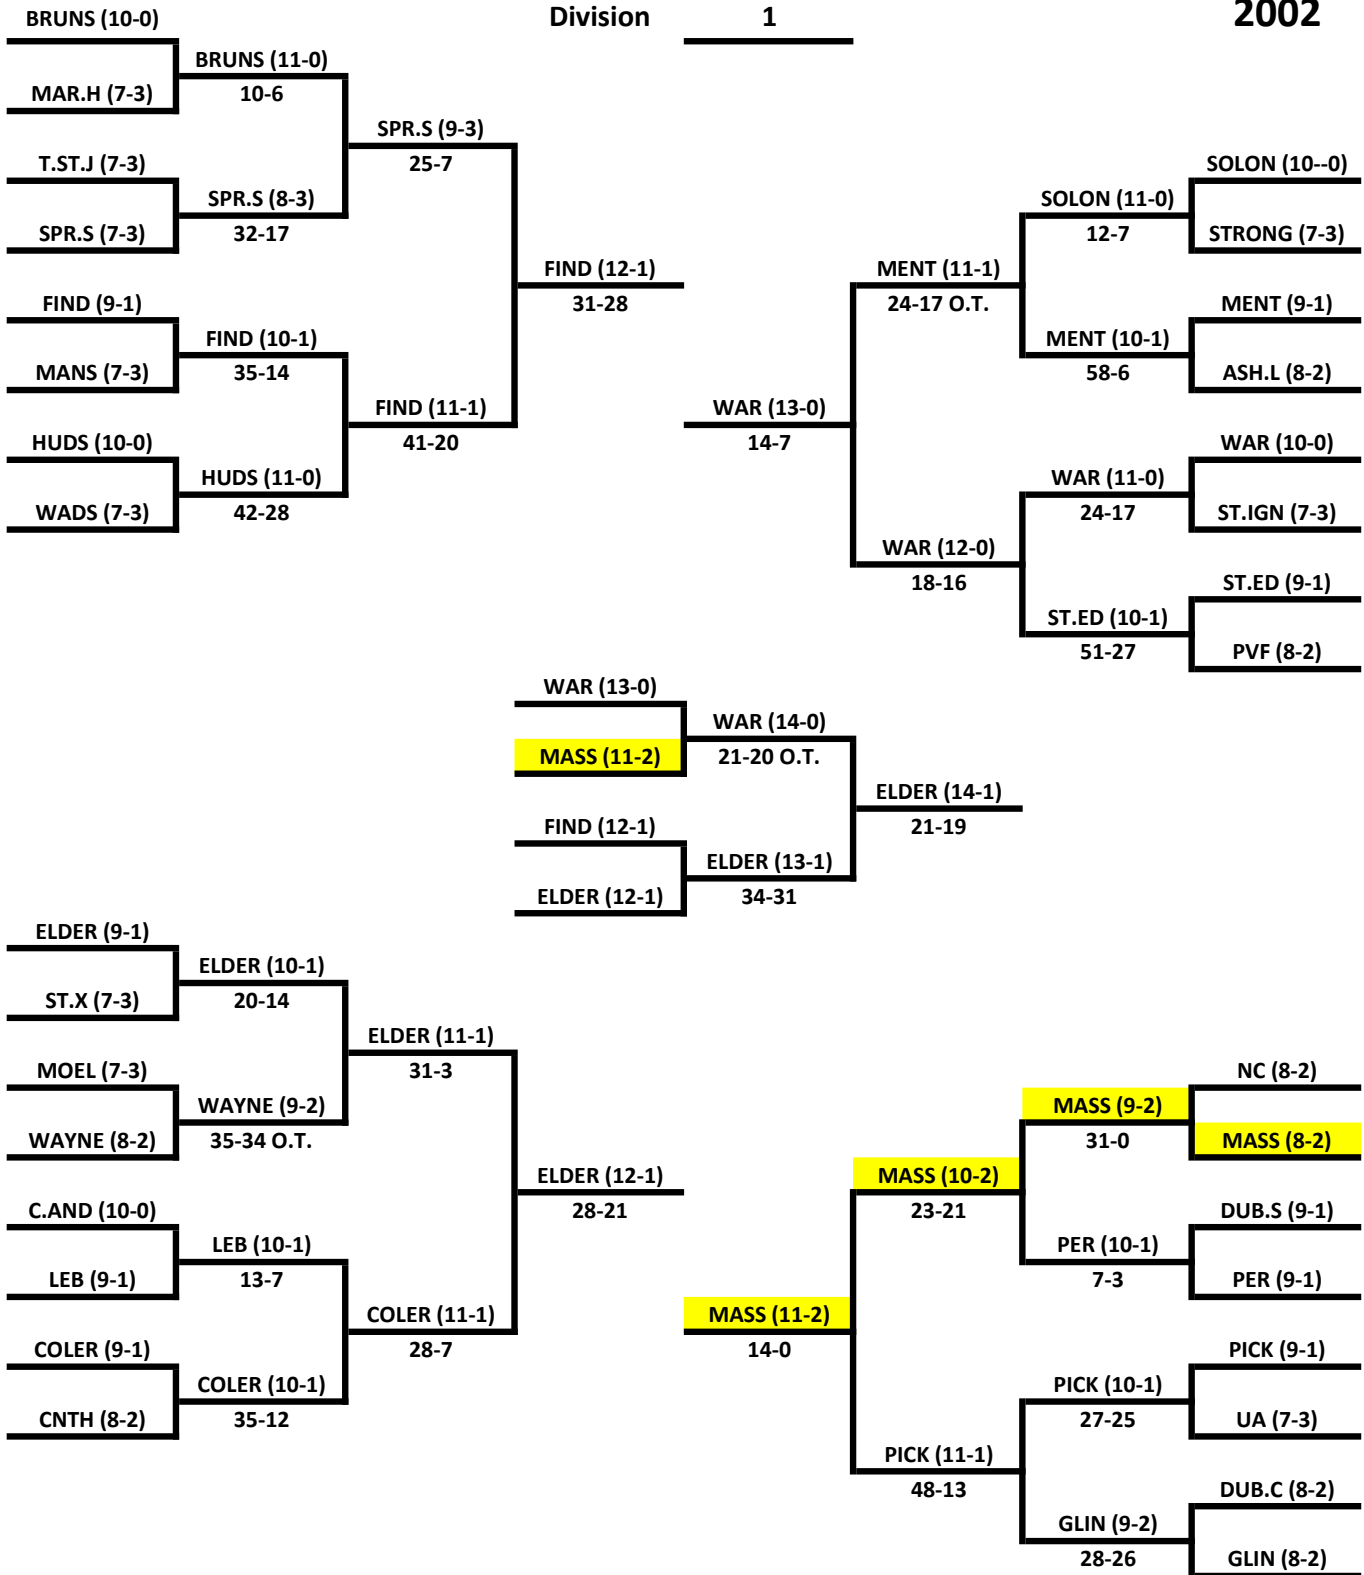 Division 1
2002
BRUNS (10-0)
BRUNS (11-0)
MAR.H (7-3)
10-6
SPR.S (9-3)
25-7
T.ST.J (7-3)
SPR.S (8-3)
SPR.S (7-3)
32-17
FIND (12-1)
31-28
FIND (9-1)
FIND (10-1)
MANS (7-3)
35-14
FIND (11-1)
41-20
HUDS (10-0)
HUDS (11-0)
WADS (7-3)
42-28
SOLON (10--0)
SOLON (11-0)
12-7
STRONG (7-3)
MENT (11-1)
24-17 O.T.
MENT (9-1)
MENT (10-1)
58-6
ASH.L (8-2)
WAR (13-0)
14-7
WAR (10-0)
WAR (11-0)
24-17
ST.IGN (7-3)
WAR (12-0)
18-16
ST.ED (9-1)
ST.ED (10-1)
51-27
PVF (8-2)
WAR (13-0)
WAR (14-0)
MASS (11-2)
21-20 O.T.
ELDER (14-1)
21-19
FIND (12-1)
ELDER (13-1)
ELDER (12-1)
34-31
ELDER (9-1)
ELDER (10-1)
ST.X (7-3)
20-14
ELDER (11-1)
31-3
MOEL (7-3)
WAYNE (9-2)
WAYNE (8-2)
35-34 O.T.
ELDER (12-1)
28-21
C.AND (10-0)
LEB (10-1)
LEB (9-1)
13-7
COLER (11-1)
28-7
COLER (9-1)
COLER (10-1)
CNTH (8-2)
35-12
NC (8-2)
MASS (9-2)
31-0
MASS (8-2)
MASS (10-2)
23-21
DUB.S (9-1)
PER (10-1)
7-3
PER (9-1)
MASS (11-2)
14-0
PICK (9-1)
PICK (10-1)
27-25
UA (7-3)
PICK (11-1)
48-13
DUB.C (8-2)
GLIN (9-2)
28-26
GLIN (8-2)